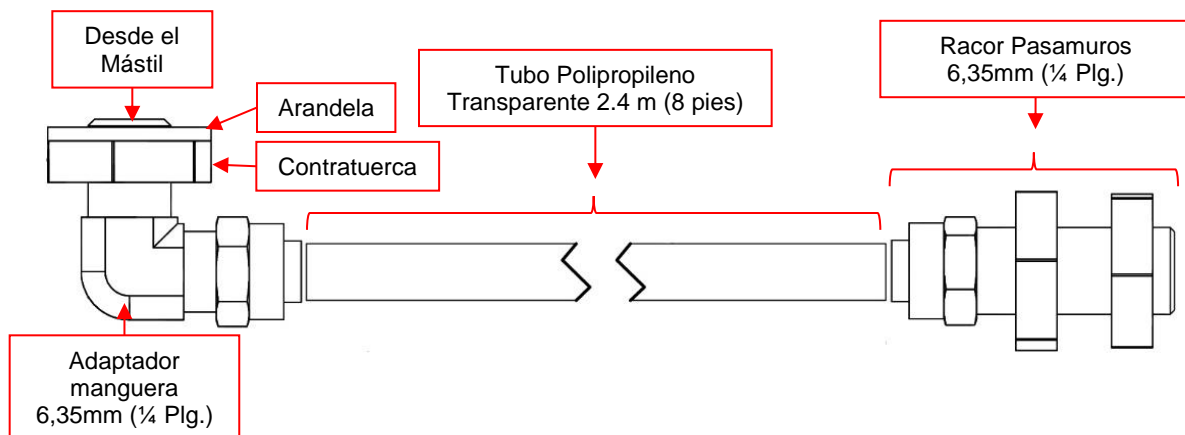 Desde el
Mástil
Arandela
Contratuerca
Tubo Polipropileno
Transparente 2.4 m (8 pies)
Racor Pasamuros
6,35mm (¼ Plg.)
Adaptador
manguera
6,35mm (¼ Plg.)